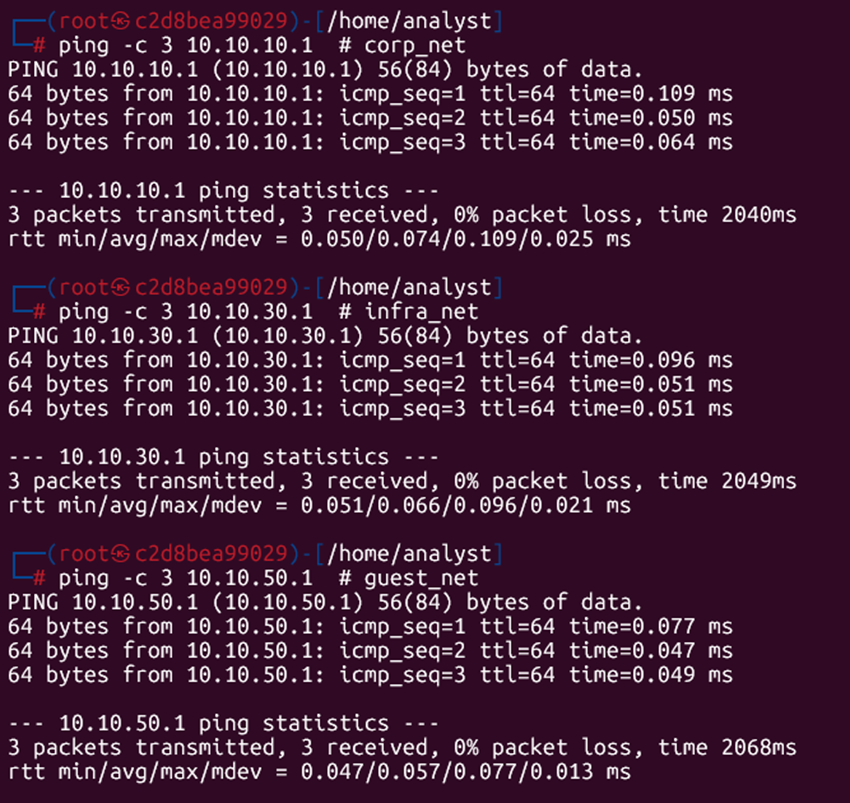 ┌──(root㉿c2d8bea99029)-[/home/analyst]
└─# ping -c 3 10.10.10.1  # corp_net
PING 10.10.10.1 (10.10.10.1) 56(84) bytes of data.
64 bytes from 10.10.10.1: icmp_seq=1 ttl=64 time=0.109 ms
64 bytes from 10.10.10.1: icmp_seq=2 ttl=64 time=0.050 ms
64 bytes from 10.10.10.1: icmp_seq=3 ttl=64 time=0.064 ms

--- 10.10.10.1 ping statistics ---
3 packets transmitted, 3 received, 0% packet loss, time 2040ms
rtt min/avg/max/mdev = 0.050/0.074/0.109/0.025 ms

┌──(root㉿c2d8bea99029)-[/home/analyst]
└─# ping -c 3 10.10.30.1  # infra_net
PING 10.10.30.1 (10.10.30.1) 56(84) bytes of data.
64 bytes from 10.10.30.1: icmp_seq=1 ttl=64 time=0.096 ms
64 bytes from 10.10.30.1: icmp_seq=2 ttl=64 time=0.051 ms
64 bytes from 10.10.30.1: icmp_seq=3 ttl=64 time=0.051 ms

--- 10.10.30.1 ping statistics ---
3 packets transmitted, 3 received, 0% packet loss, time 2049ms
rtt min/avg/max/mdev = 0.051/0.066/0.096/0.021 ms

┌──(root㉿c2d8bea99029)-[/home/analyst]
└─# ping -c 3 10.10.50.1  # guest_net
PING 10.10.50.1 (10.10.50.1) 56(84) bytes of data.
64 bytes from 10.10.50.1: icmp_seq=1 ttl=64 time=0.077 ms
64 bytes from 10.10.50.1: icmp_seq=2 ttl=64 time=0.047 ms
64 bytes from 10.10.50.1: icmp_seq=3 ttl=64 time=0.049 ms

--- 10.10.50.1 ping statistics ---
3 packets transmitted, 3 received, 0% packet loss, time 2068ms
rtt min/avg/max/mdev = 0.047/0.057/0.077/0.013 ms